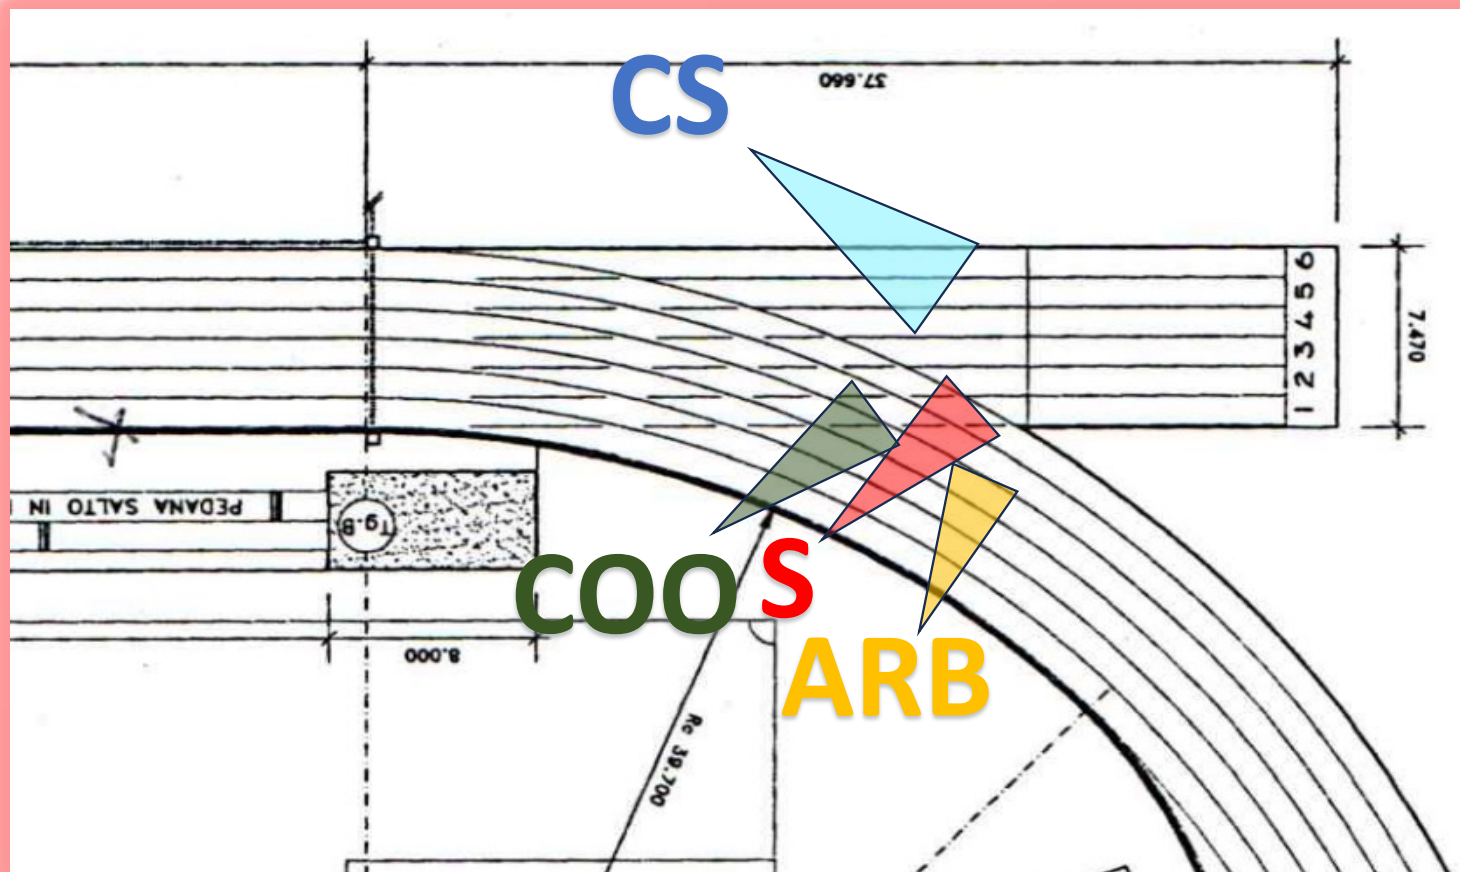 CS
37.660
6
5
4
3
2
1
7.470
PEDANA SALTO IN
Tg.B
COO
S
8.000
ARB
Rc 39.700